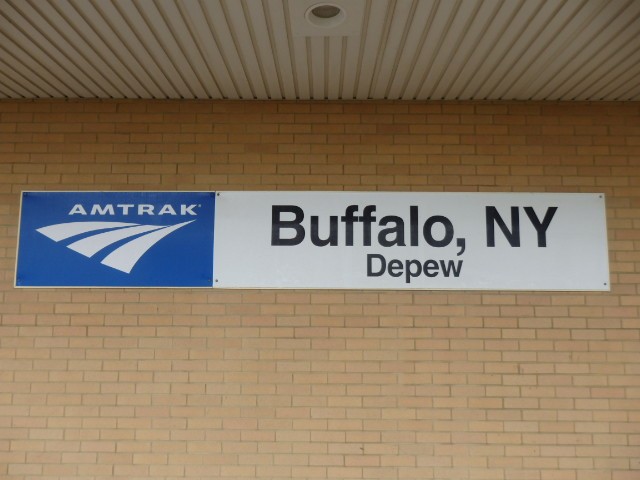 AMTRAK
Buffalo, NY
Depew